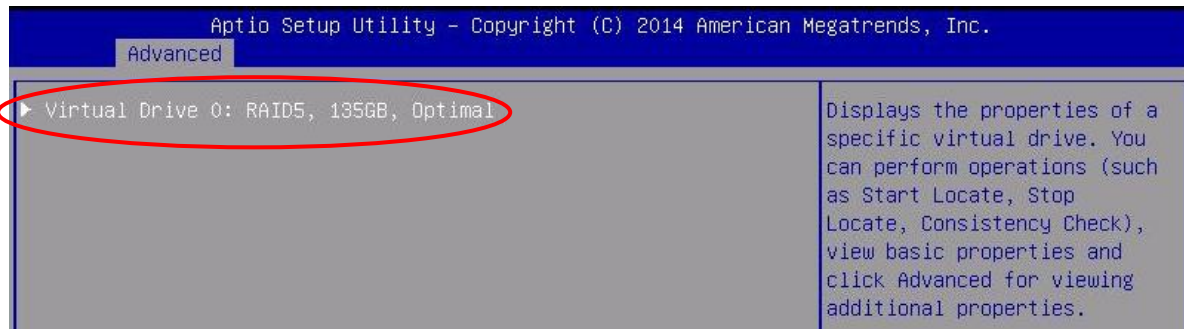 Aptio Setup Utility – Copyright (C) 2014 American Megatrends, Inc.
Advanced
▶ Virtual Drive 0: RAID5, 135GB, Optimal
Displays the properties of a
specific virtual drive. You
can perform operations (such
as Start Locate, Stop
Locate, Consistency Check),
view basic properties and
click Advanced for viewing
additional properties.